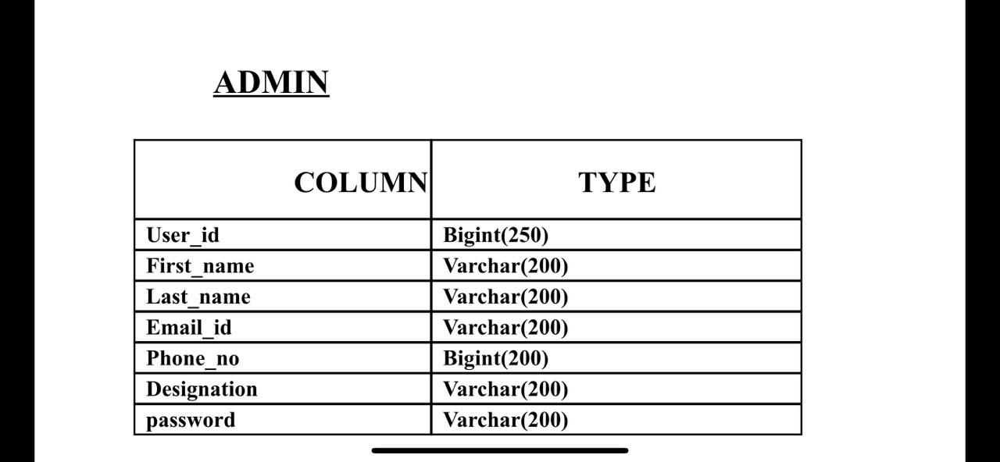 ADMIN
COLUMN TYPE
User_id Bigint(250)
First_name Varchar(200)
Last_name Varchar(200)
Email_id Varchar(200)
Phone_no Bigint(200)
Designation Varchar(200)
password Varchar(200)